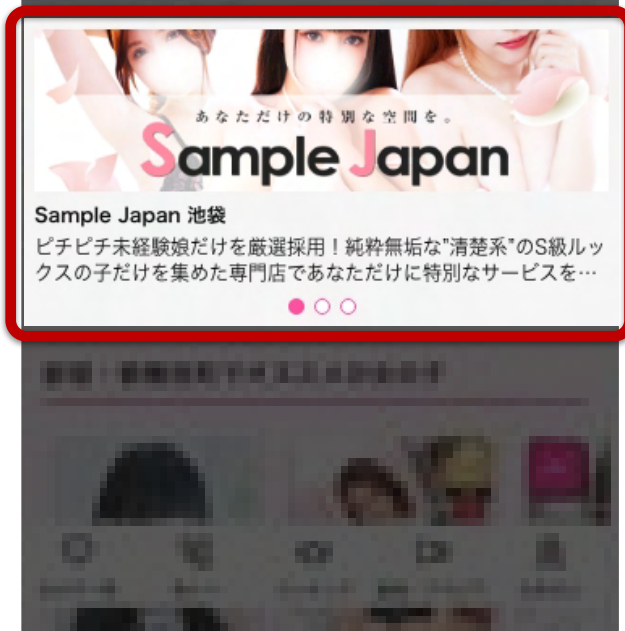 あなただけの特別な空間を。
Sample Japan
Sample Japan 池袋
ピチピチ未経験娘だけを厳選採用！純粋無垢な"清楚系"のS級ルッ
クスの子だけを集めた専門店であなただけに特別なサービスを…